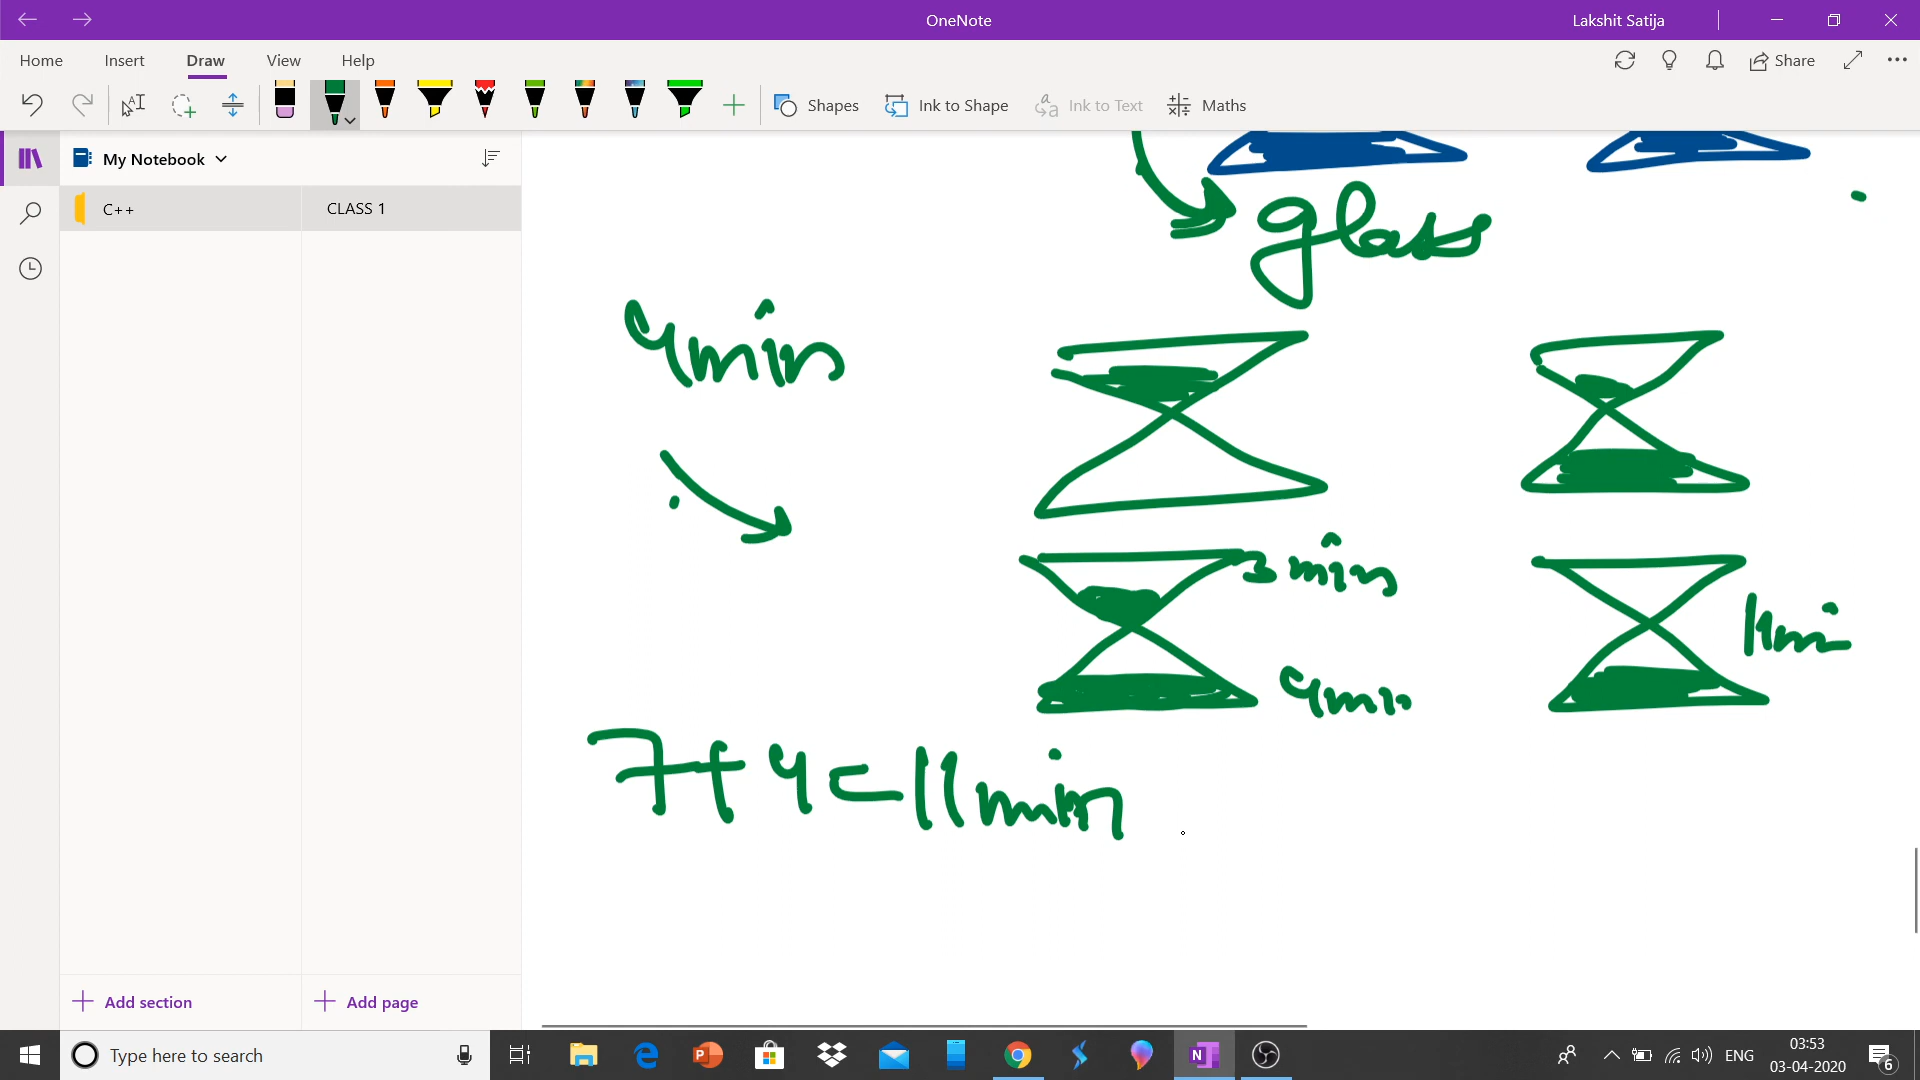 OneNote
Lakshit Satija
Home Insert Draw View Help
Share
Shapes Ink to Shape Ink to Text Maths
My Notebook
C++ CLASS 1
glass
4min
3 min
4min
7+4=11min
Add section Add page
Type here to search
ENG
03:53
03-04-2020
6